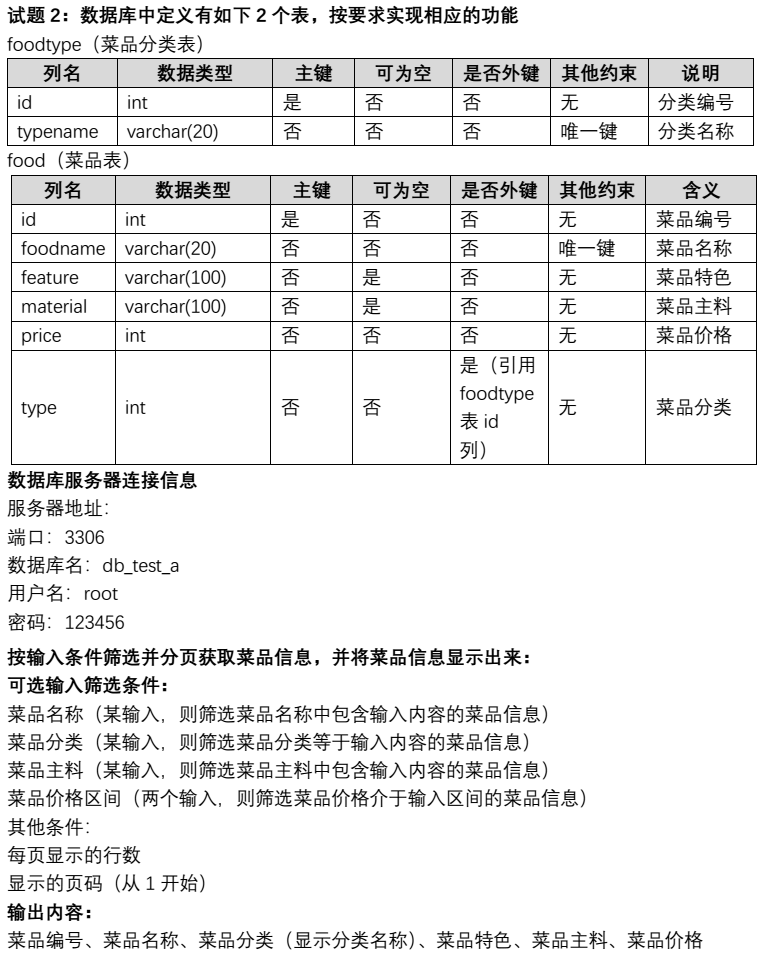 试题 2：数据库中定义有如下 2 个表，按要求实现相应的功能
foodtype（菜品分类表）
列名 数据类型 主键 可为空 是否外键 其他约束 说明
id int 是 否 否 无 分类编号
typename varchar(20) 否 否 否 唯一键 分类名称
food（菜品表）
列名 数据类型 主键 可为空 是否外键 其他约束 含义
id int 是 否 否 无 菜品编号
foodname varchar(20) 否 否 否 唯一键 菜品名称
feature varchar(100) 否 是 否 无 菜品特色
material varchar(100) 否 是 否 无 菜品主料
price int 否 否 否 无 菜品价格
type int 否 否 是（引用 foodtype 表 id 列） 无 菜品分类
数据库服务器连接信息
服务器地址：
端口：3306
数据库名：db_test_a
用户名：root
密码：123456
按输入条件筛选并分页获取菜品信息，并将菜品信息显示出来：
可选输入筛选条件：
菜品名称（某输入，则筛选菜品名称中包含输入内容的菜品信息）
菜品分类（某输入，则筛选菜品分类等于输入内容的菜品信息）
菜品主料（某输入，则筛选菜品主料中包含输入内容的菜品信息）
菜品价格区间（两个输入，则筛选菜品价格介于输入区间的菜品信息）
其他条件：
每页显示的行数
显示的页码（从 1 开始）
输出内容：
菜品编号、菜品名称、菜品分类（显示分类名称）、菜品特色、菜品主料、菜品价格